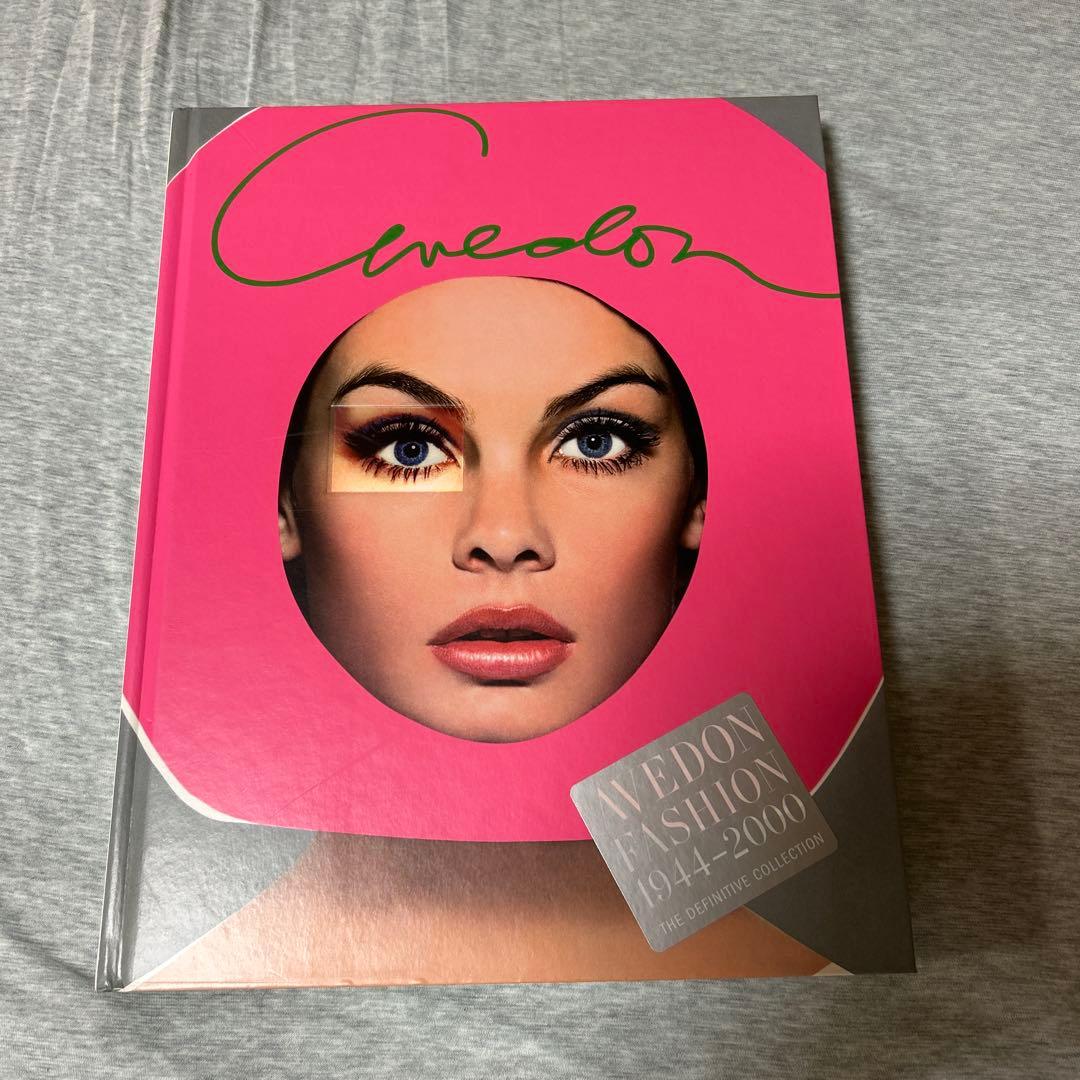 Avedon
AVEDON
FASHION
1944–2000
THE DEFINITIVE COLLECTION